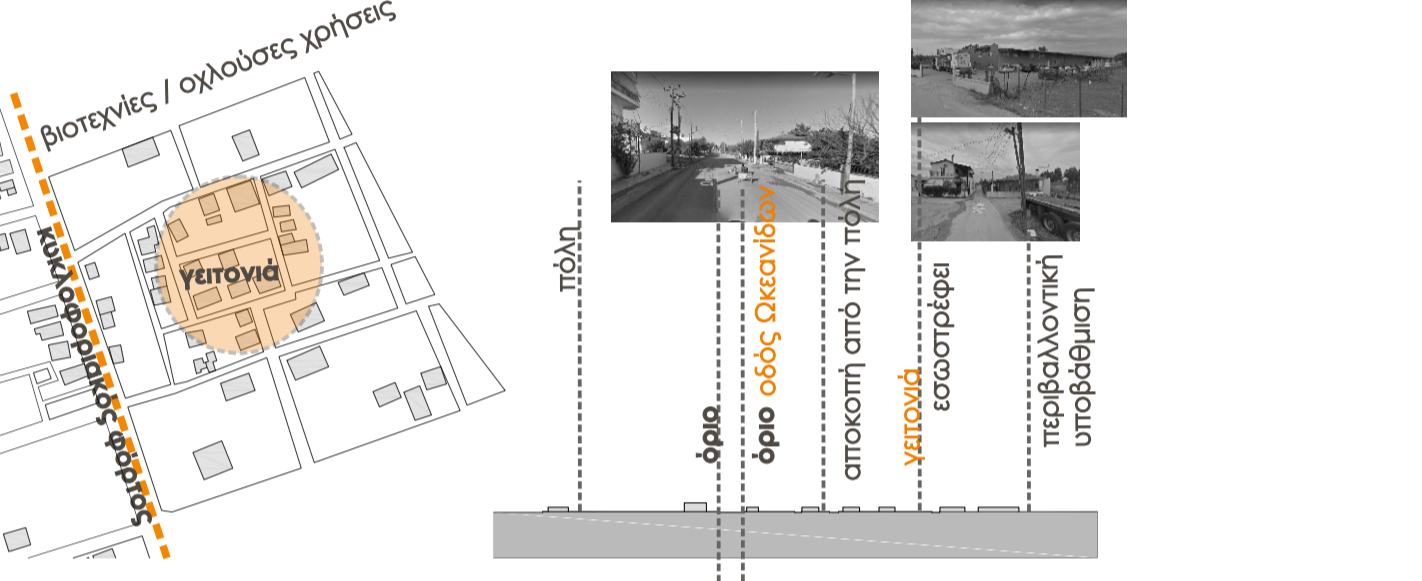 βιοτεχνίες / οχλούσες χρήσεις
κυκλοφοριακός φόρτος
γειτονιά
πόλη
όριο
όριο οδός Ωκεανίδων
αποκοπή από την πόλη
γειτονιά
εσωστρέφει
περιβαλλοντική
υποβάθμιση